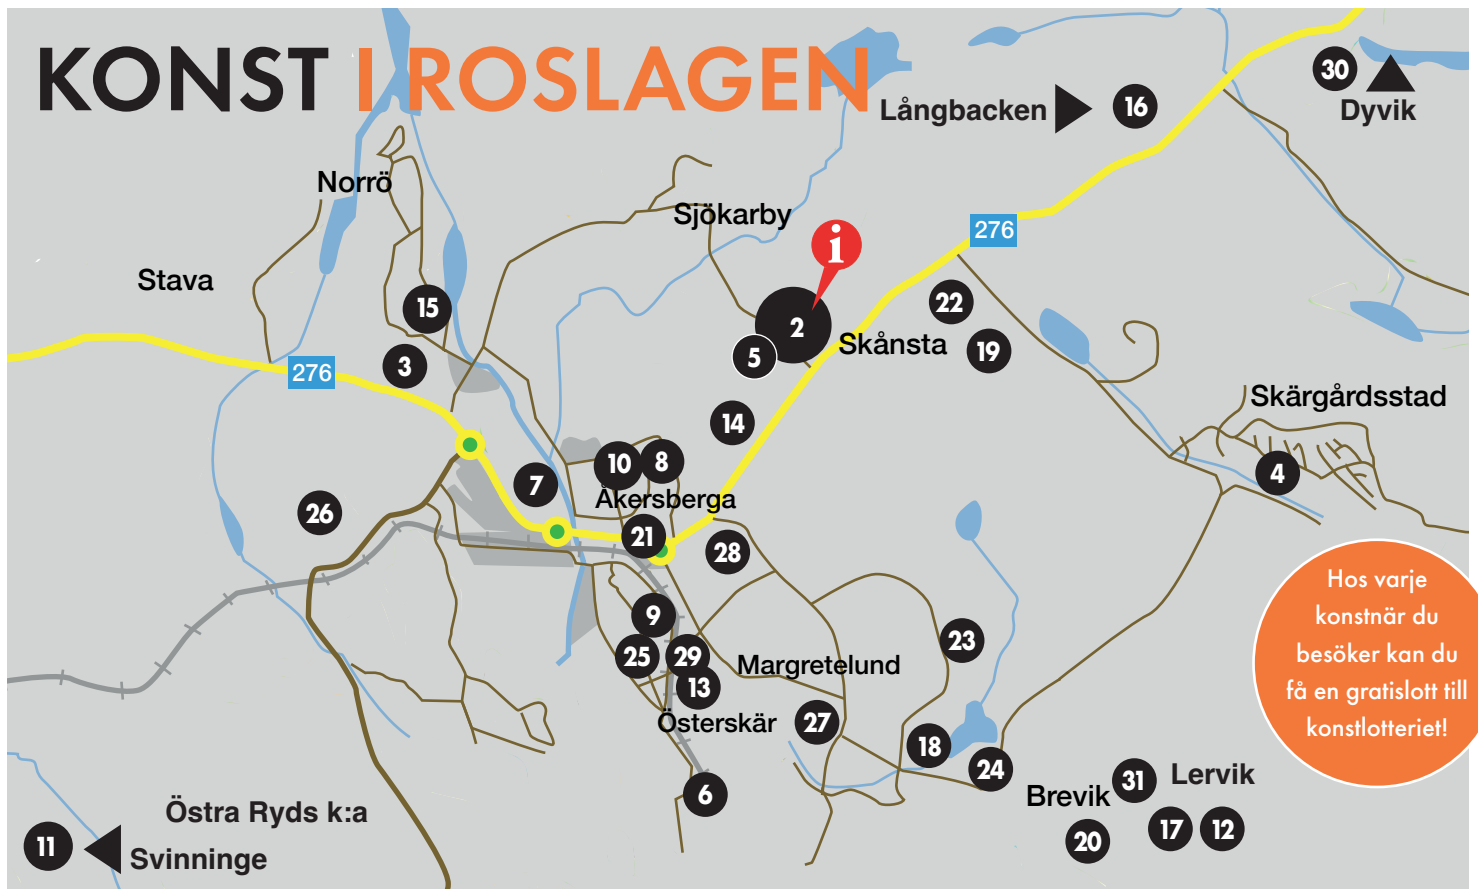 KONST I ROSLAGEN
30
Långbacken
16
Dyvik
Norrö
Sjökarby
276
i
Stava
22
15
2
Skånsta
19
5
3
276
Skärgårdsstad
14
10
8
4
7
Åkersberga
26
21
28
Hos varje
konstnär du
besöker kan du
få en gratislott till
konstlotteriet!
9
23
25
29
Margretelund
13
Österskär
27
18
24
31
Lervik
6
Brevik
Östra Ryds k:a
17
12
20
11
Svinninge